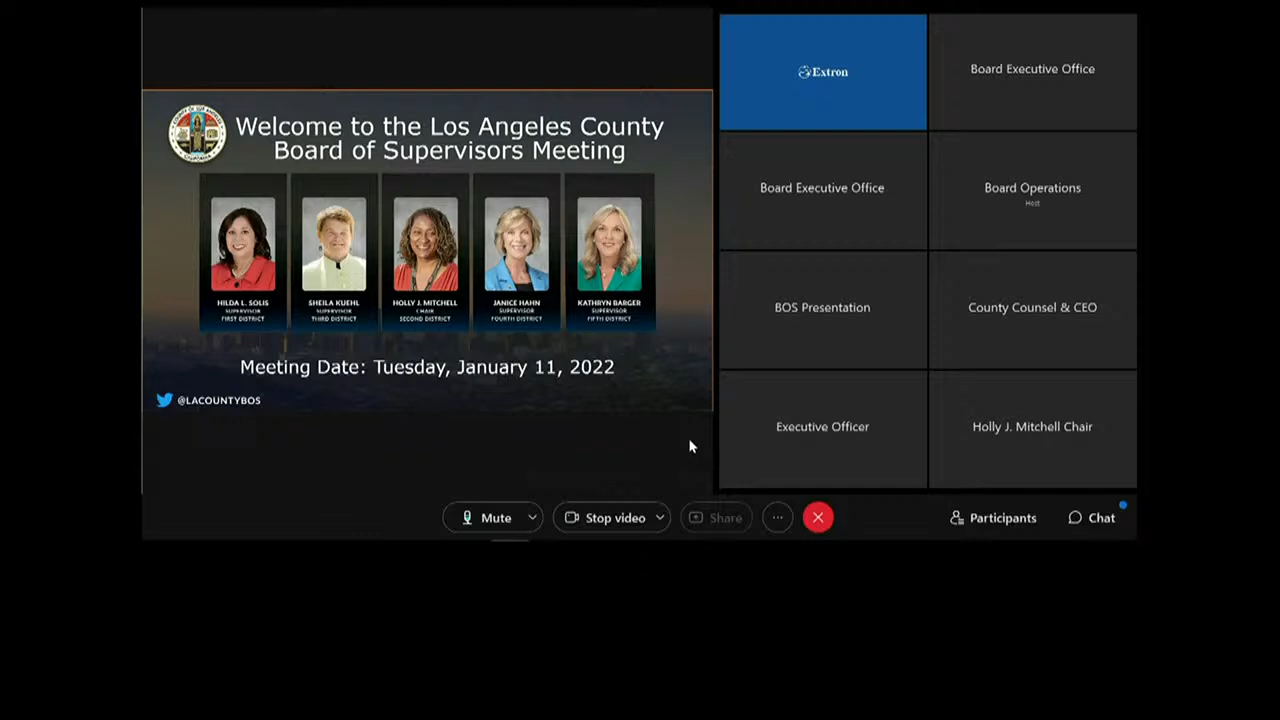 Welcome to the Los Angeles County
Board of Supervisors Meeting
HILDA L. SOLIS
SUPERVISOR
FIRST DISTRICT
SHEILA KUEHL
SUPERVISOR
THIRD DISTRICT
HOLLY J. MITCHELL
CHAIR
SECOND DISTRICT
JANICE HAHN
SUPERVISOR
FOURTH DISTRICT
KATHRYN BARGER
SUPERVISOR
FIFTH DISTRICT
Meeting Date: Tuesday, January 11, 2022
@LACOUNTYBOS
Extron
Board Executive Office
Board Executive Office
Board Operations
Host
BOS Presentation
County Counsel & CEO
Executive Officer
Holly J. Mitchell Chair
Mute
Stop video
Share
Participants
Chat